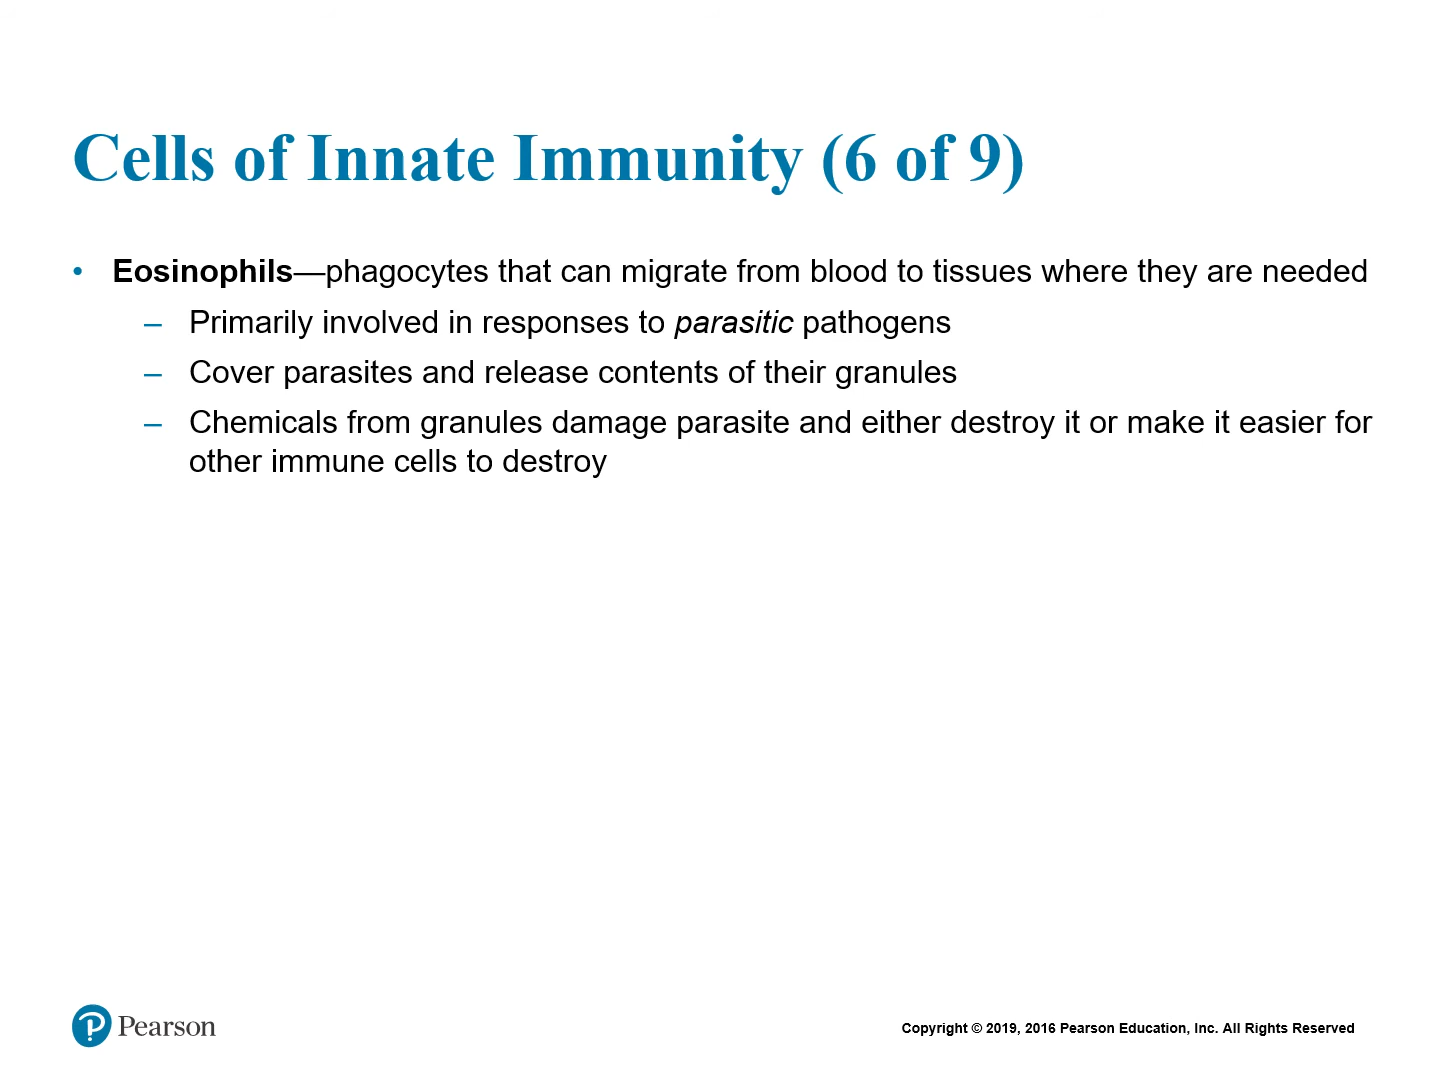 Cells of Innate Immunity (6 of 9)
• Eosinophils—phagocytes that can migrate from blood to tissues where they are needed
– Primarily involved in responses to parasitic pathogens
– Cover parasites and release contents of their granules
– Chemicals from granules damage parasite and either destroy it or make it easier for
other immune cells to destroy
Pearson
Copyright © 2019, 2016 Pearson Education, Inc. All Rights Reserved